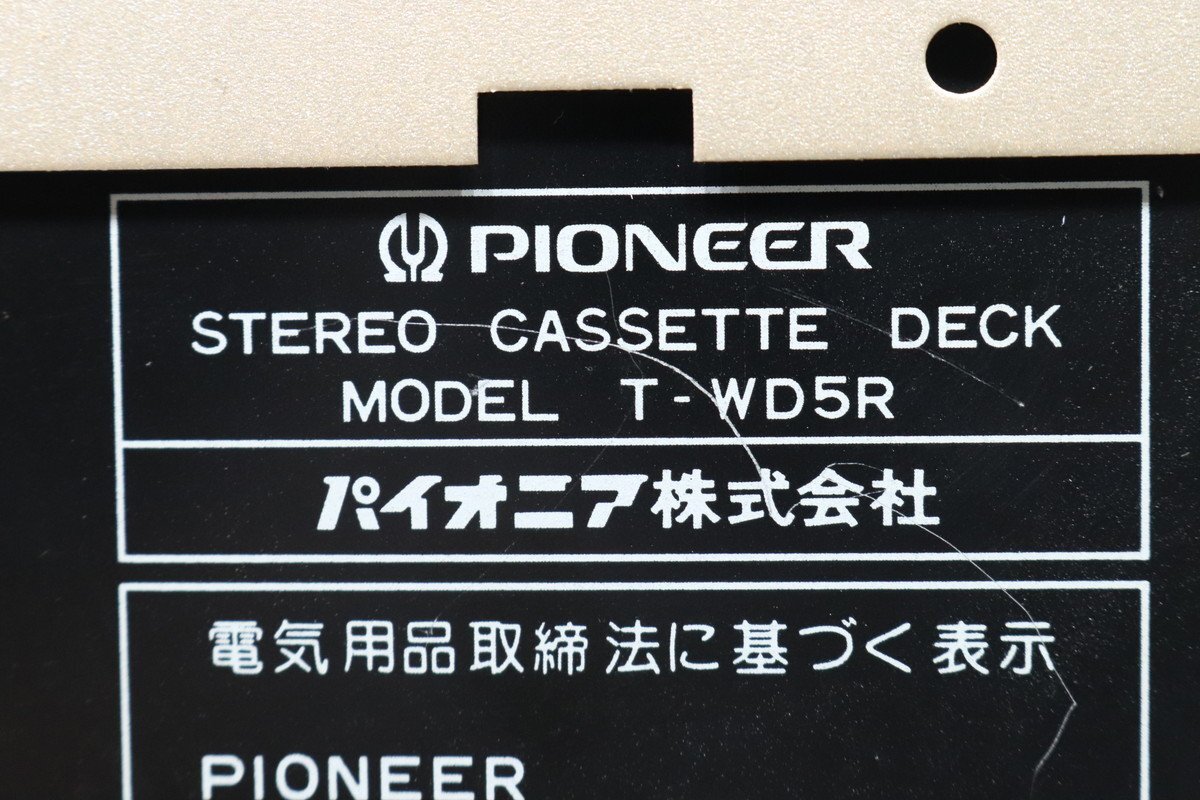 PIONEER
STEREO CASSETTE DECK
MODEL T-WD5R
パイオニア株式会社
電気用品取締法に基づく表示
PIONEER